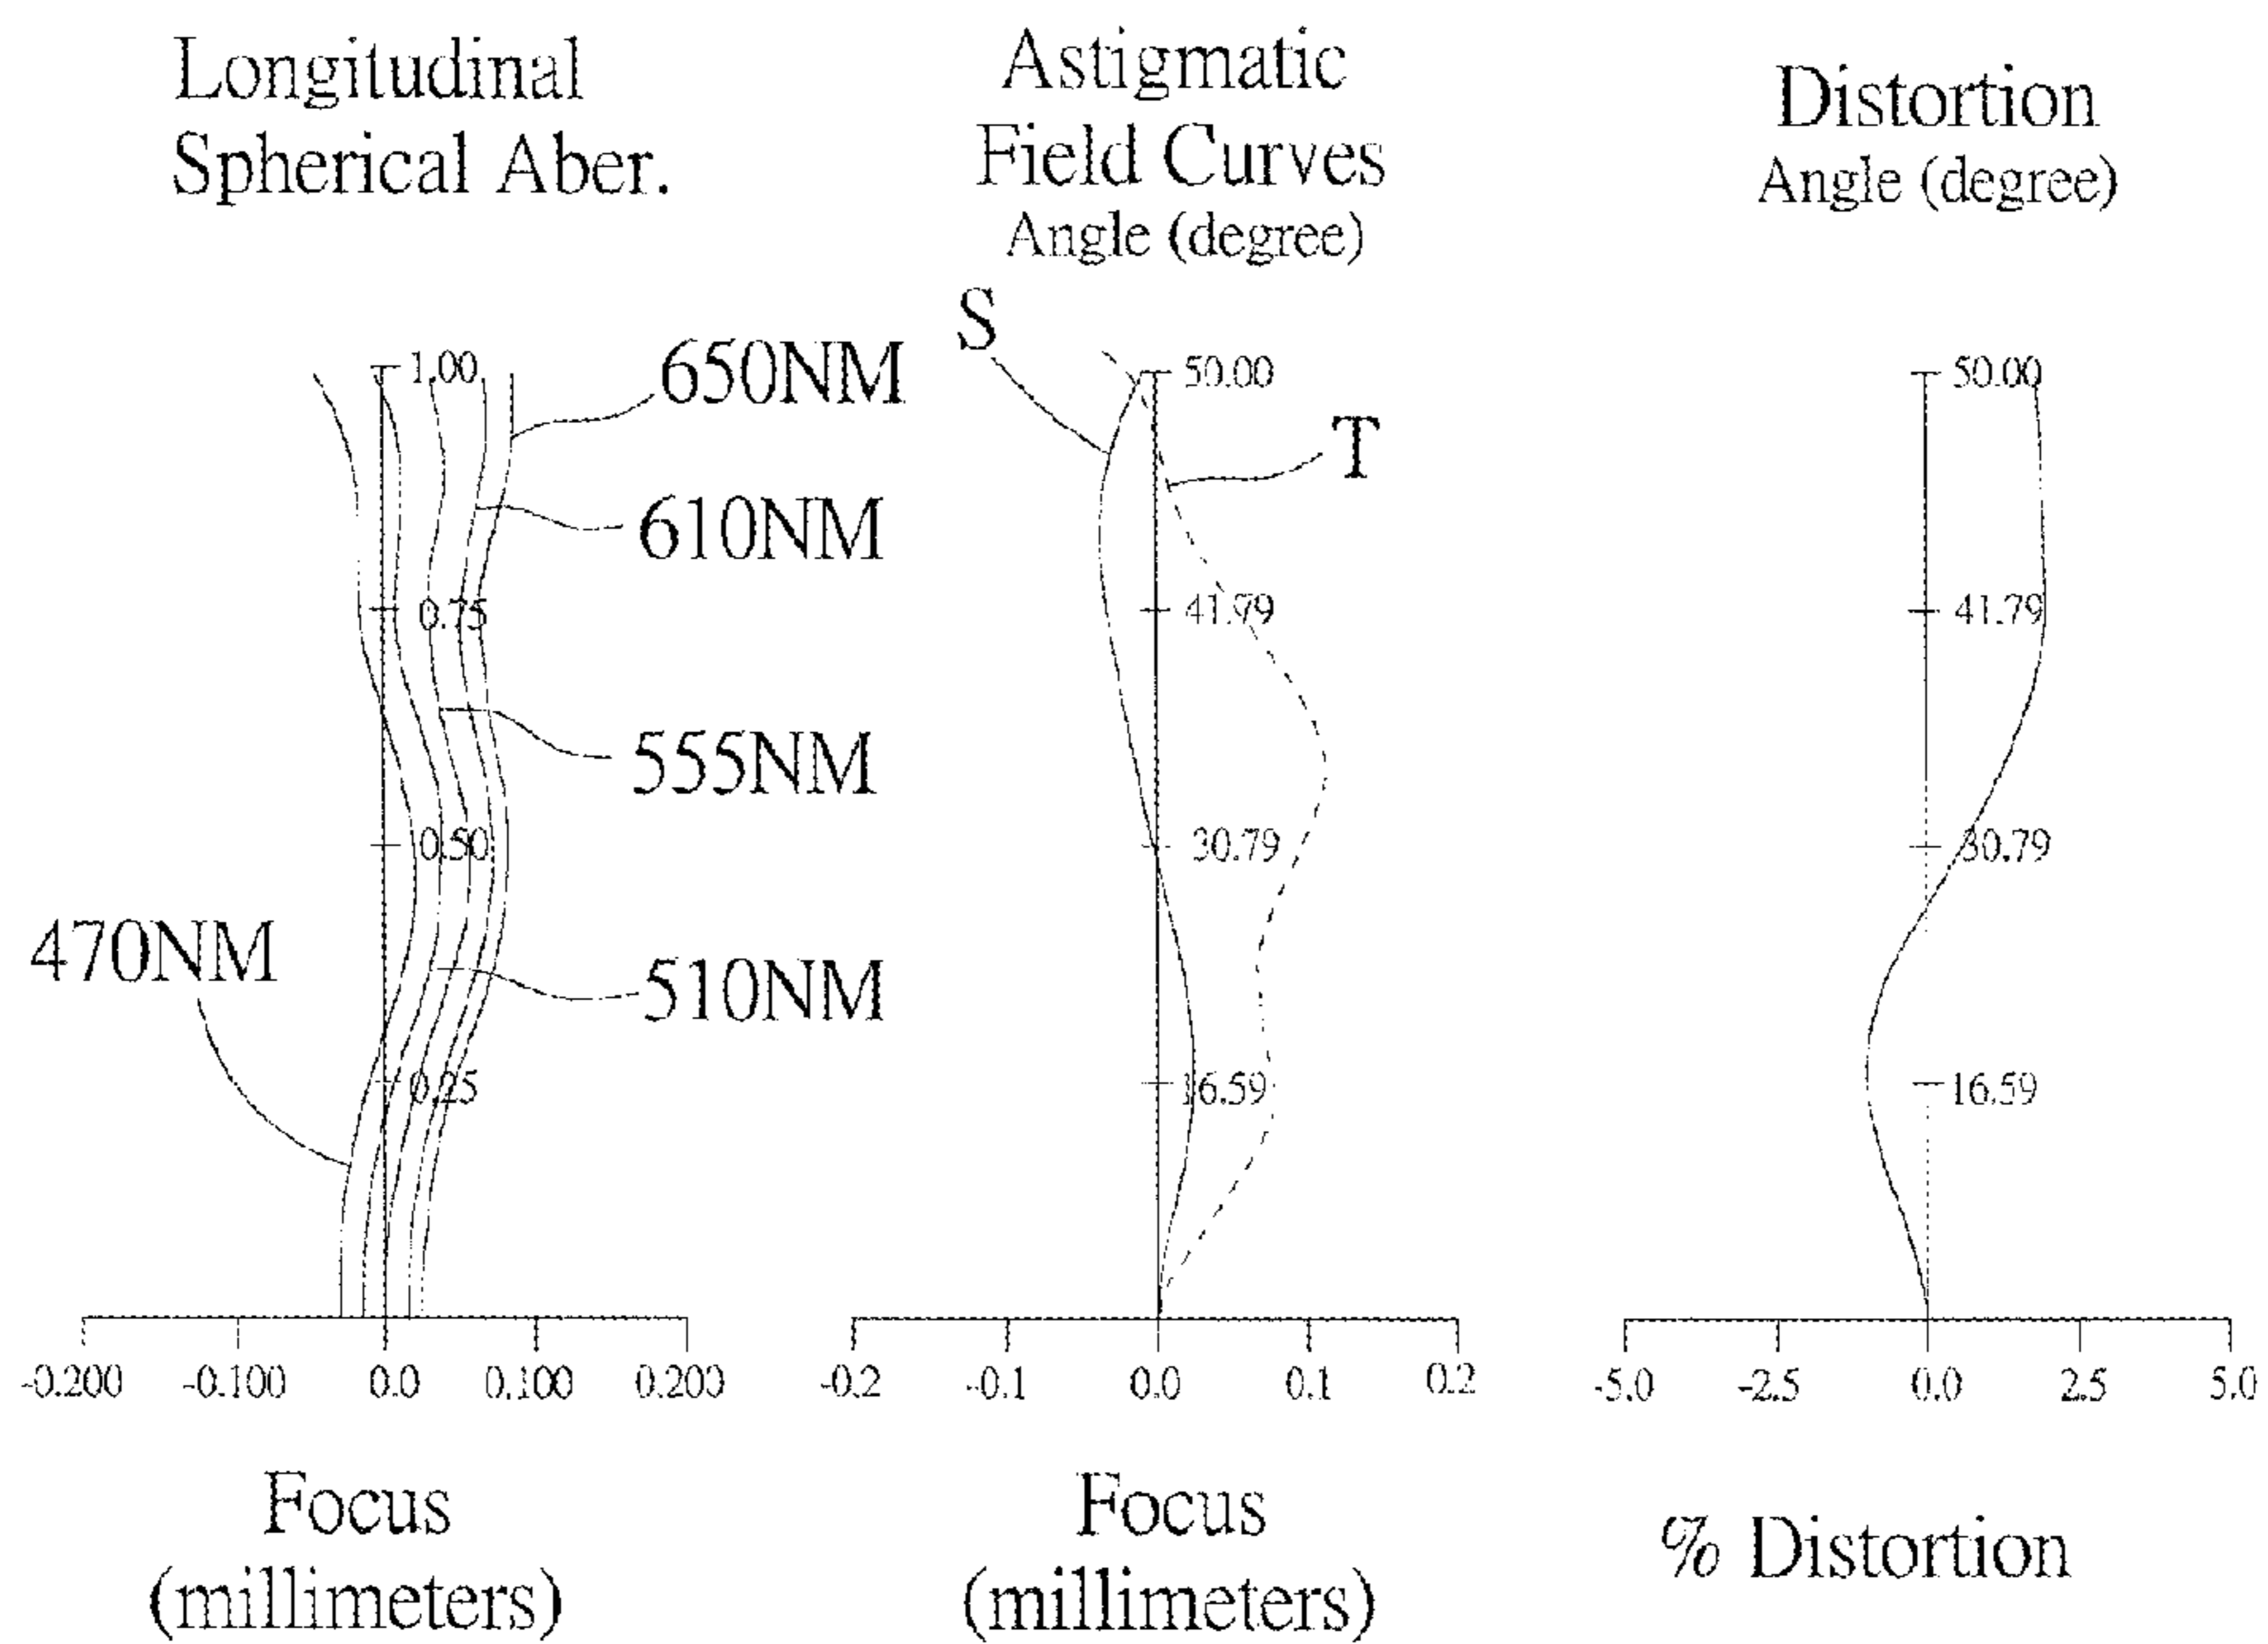 Longitudinal
Spherical Aber.
1.00
0.75
0.50
0.25
650NM
610NM
555NM
510NM
470NM
-0.200 -0.100 0.0 0.100 0.200
Focus
(millimeters)
Astigmatic
Field Curves
Angle (degree)
S
T
50.00
41.79
30.79
16.59
-0.2 -0.1 0.0 0.1 0.2
Focus
(millimeters)
Distortion
Angle (degree)
50.00
41.79
30.79
16.59
-5.0 -2.5 0.0 2.5 5.0
% Distortion